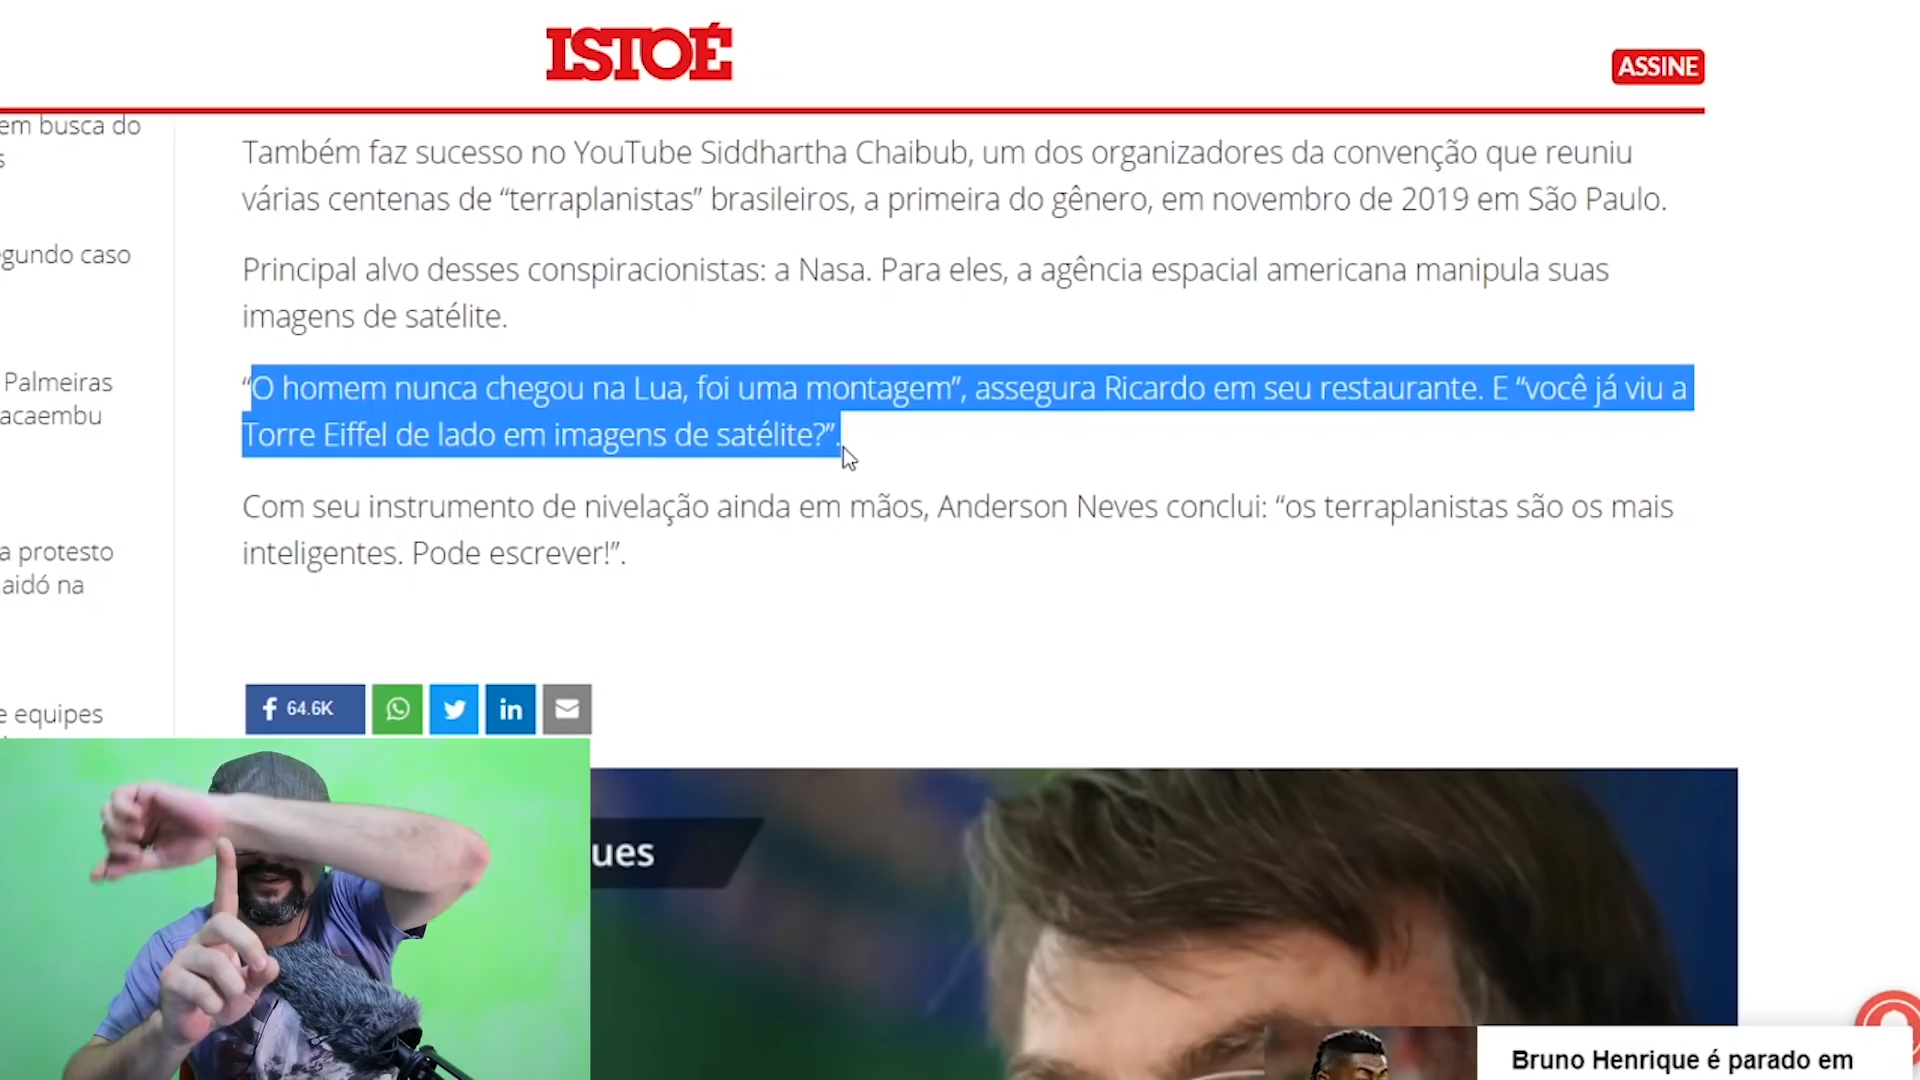 ISTOÉ
ASSINE
em busca do
s
gundo caso
Palmeiras
acaembu
a protesto
aidó na
e equipes
Também faz sucesso no YouTube Siddhartha Chaibub, um dos organizadores da convenção que reuniu
várias centenas de “terraplanistas” brasileiros, a primeira do gênero, em novembro de 2019 em São Paulo.
Principal alvo desses conspiracionistas: a Nasa. Para eles, a agência espacial americana manipula suas
imagens de satélite.
“O homem nunca chegou na Lua, foi uma montagem”, assegura Ricardo em seu restaurante. E “você já viu a
Torre Eiffel de lado em imagens de satélite?”.
Com seu instrumento de nivelação ainda em mãos, Anderson Neves conclui: “os terraplanistas são os mais
inteligentes. Pode escrever!”.
f 64.6K
in
ues
Bruno Henrique é parado em